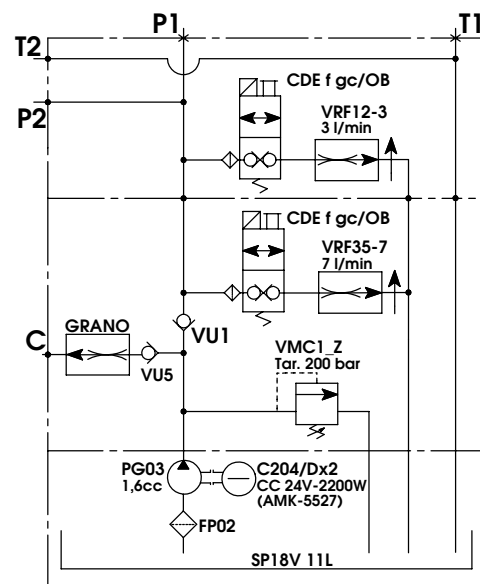 P1
T1
T2
CDE f gc/OB
P2
VRF12-3
3 l/min
CDE f gc/OB
VRF35-7
7 l/min
GRANO
VU1
C
VU5
VMC1_Z
Tar. 200 bar
PG03
1,6cc
C204/Dx2
CC 24V-2200W
(AMK-5527)
FP02
SP18V 11L